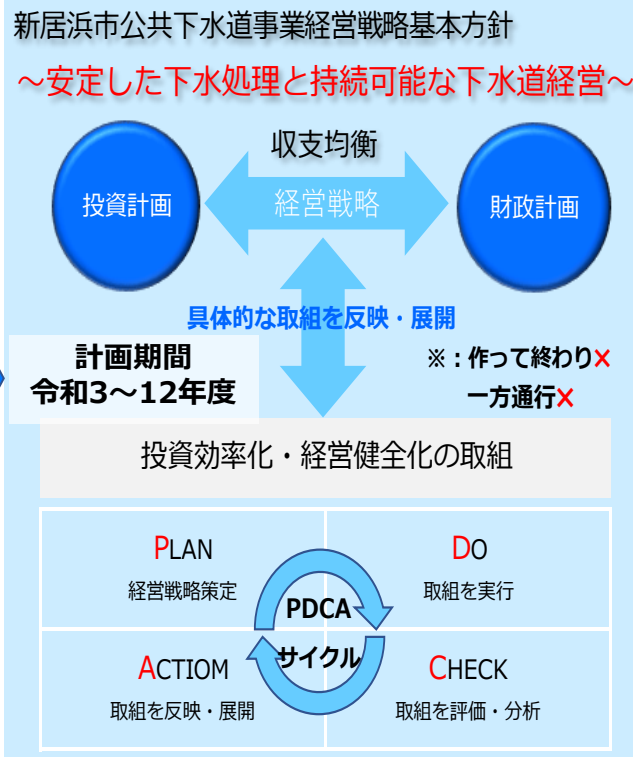 新居浜市公共下水道事業経営戦略基本方針
～安定した下水処理と持続可能な下水道経営～
収支均衡
投資計画
経営戦略
財政計画
具体的な取組を反映・展開
計画期間
令和3～12年度
※：作って終わり×
一方通行×
投資効率化・経営健全化の取組
PLAN
経営戦略策定
DO
取組を実行
PDCA
サイクル
ACTIOM
取組を反映・展開
CHECK
取組を評価・分析